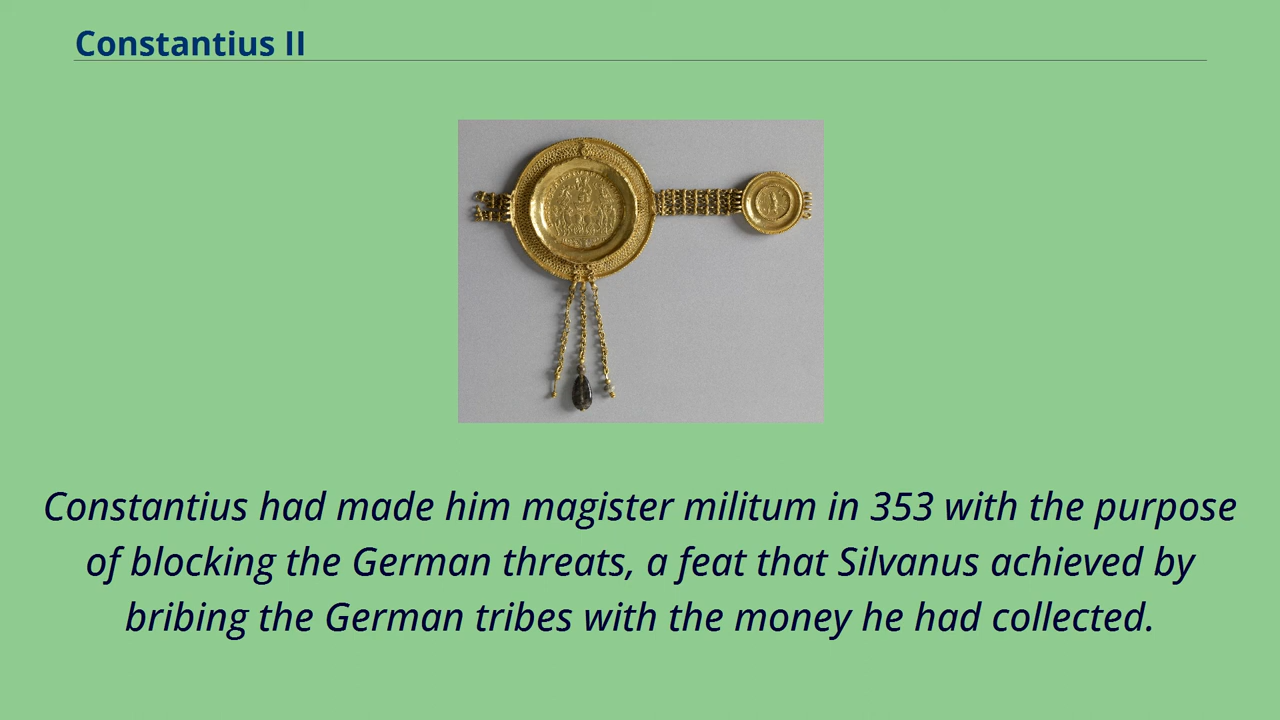 Constantius II
Constantius had made him magister militum in 353 with the purpose
of blocking the German threats, a feat that Silvanus achieved by
bribing the German tribes with the money he had collected.